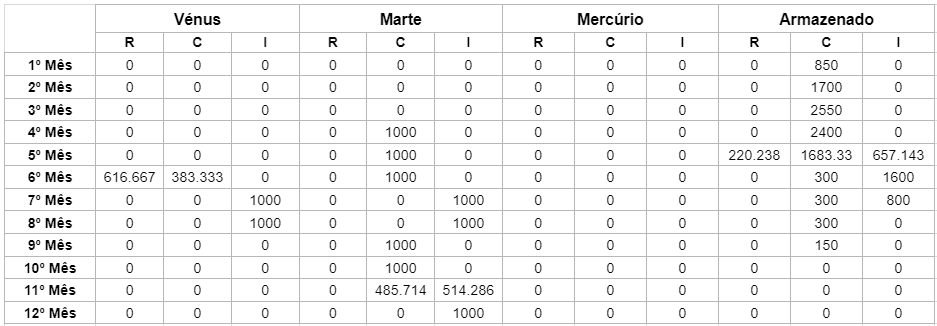 Vénus Marte Mercúrio Armazenado
R C I R C I R C I R C I
1º Mês 0 0 0 0 0 0 0 0 0 0 850 0
2º Mês 0 0 0 0 0 0 0 0 0 0 1700 0
3º Mês 0 0 0 0 0 0 0 0 0 0 2550 0
4º Mês 0 0 0 0 1000 0 0 0 0 0 2400 0
5º Mês 0 0 0 0 1000 0 0 0 0 220.238 1683.33 657.143
6º Mês 616.667 383.333 0 0 1000 0 0 0 0 0 300 1600
7º Mês 0 0 1000 0 0 1000 0 0 0 0 300 800
8º Mês 0 0 1000 0 0 1000 0 0 0 0 300 0
9º Mês 0 0 0 0 1000 0 0 0 0 0 150 0
10º Mês 0 0 0 0 1000 0 0 0 0 0 0 0
11º Mês 0 0 0 0 485.714 514.286 0 0 0 0 0 0
12º Mês 0 0 0 0 0 1000 0 0 0 0 0 0